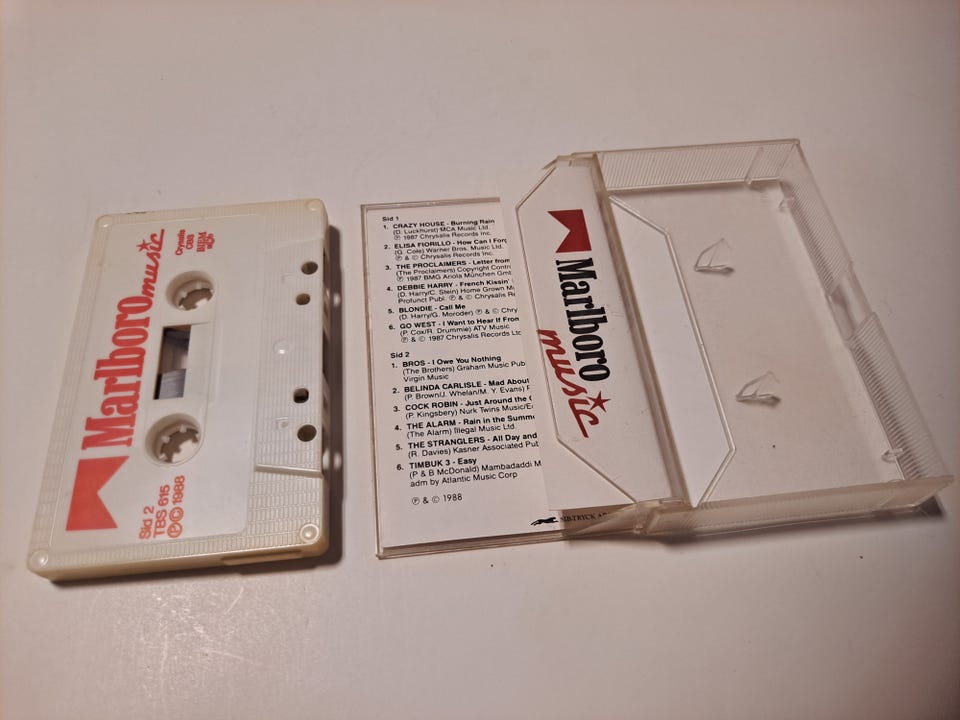 Marlboro
music
Chrysalis
CBS
Sid 2
TBS 615
Ⓟ© 1988
Sid 1
1. CRAZY HOUSE - Burning Rain
(D. Luckhurst) MCA Music Ltd.
Ⓟ 1987 Chrysalis Records Inc.
2. ELISA FIORILLO - How Can I Forg
(G. Cole) Warner Bros. Music Ltd.
Ⓟ & © Chrysalis Records Inc.
3. THE PROCLAIMERS - Letter from
(The Proclaimers) Copyright Contr
Ⓟ 1987 BMG Ariola München Gm
4. DEBBIE HARRY - French Kissin'
(D. Harry/C. Stein) Home Grown M
Profunct Publ. Ⓟ & © Chrysalis Re
5. BLONDIE - Call Me
(D. Harry/G. Moroder) Ⓟ & © Chry
6. GO WEST - I Want to Hear If From
(P. Cox/R. Drummie) ATV Music
Ⓟ & © 1987 Chrysalis Records Ltd
Sid 2
1. BROS - I Owe You Nothing
(The Brothers) Graham Music Pub
Virgin Music
2. BELINDA CARLISLE - Mad About
(P. Brown/J. Whelan/M. Y. Evans)
3. COCK ROBIN - Just Around the
(P. Kingsbery) Nurk Twins Music/E
4. THE ALARM - Rain in the Summe
(The Alarm) Illegal Music Ltd.
5. THE STRANGLERS - All Day and
(R. Davies) Kasner Associated Pub
6. TIMBUK 3 - Easy
(P & B McDonald) Mambadaddi M
adm by Atlantic Music Corp
Ⓟ & © 1988
Marlboro
music